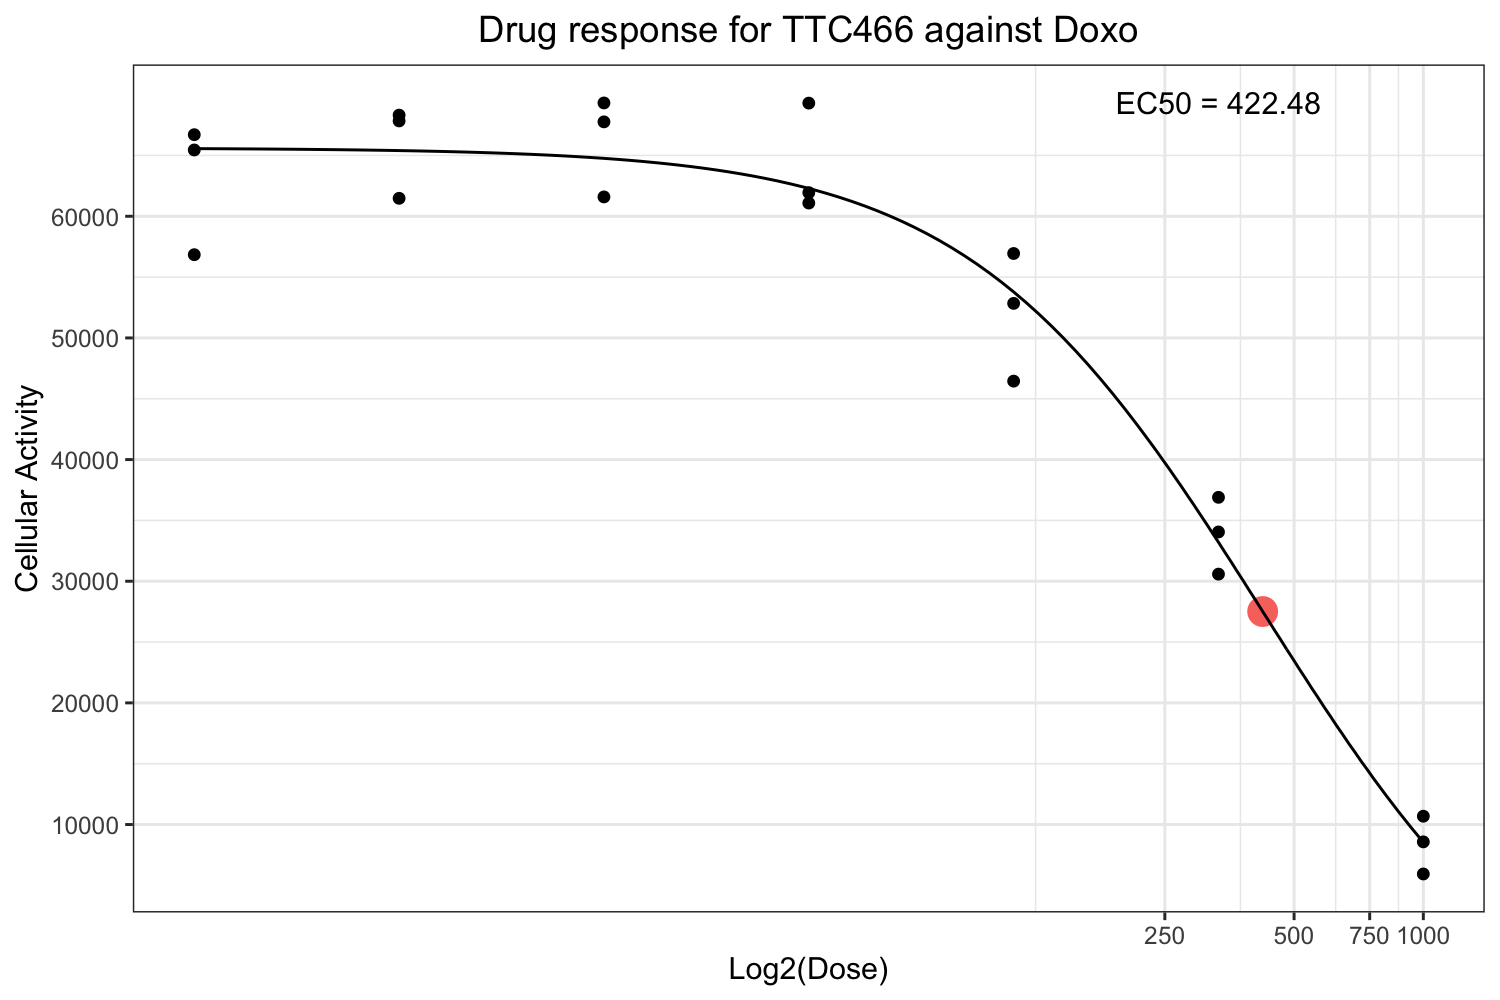 Drug response for TTC466 against Doxo
EC50 = 422.48
60000
50000
40000
30000
20000
10000
Cellular Activity
250 500 750 1000
Log2(Dose)